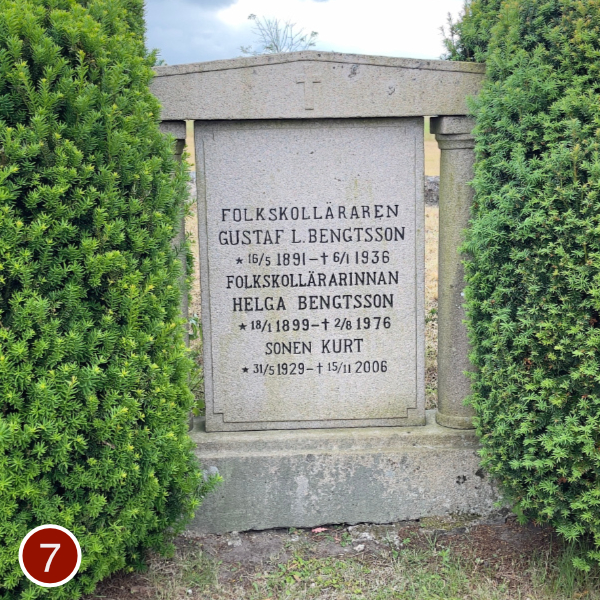 FOLKSKOLLÄRAREN
GUSTAF L. BENGTSSON
★ 16/5 1891–✝ 6/1 1936
FOLKSKOLLÄRARINNAN
HELGA BENGTSSON
★ 18/1 1899–✝ 2/8 1976
SONEN KURT
★ 31/5 1929–✝ 15/11 2006
7